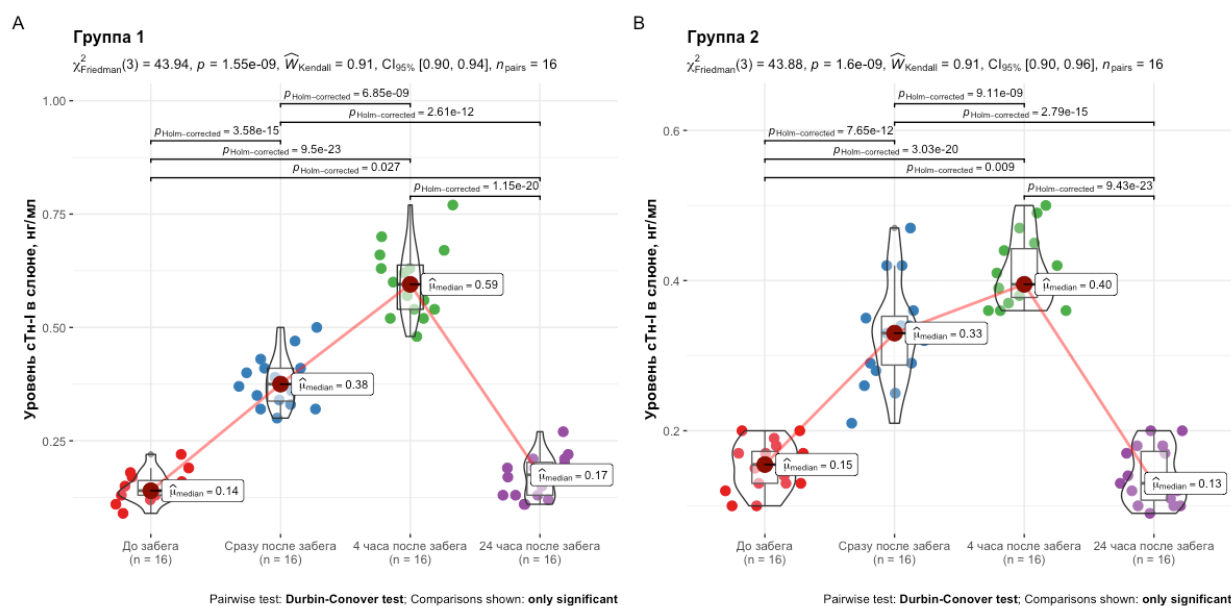 A
Группа 1
χ²Friedman(3) = 43.94, p = 1.55e-09, ŴKendall = 0.91, CI95% [0.90, 0.94], npairs = 16
Уровень сТн-I в слюне, нг/мл
1.00
0.75
0.50
0.25
pHolm−corrected = 6.85e-09
pHolm−corrected = 2.61e-12
pHolm−corrected = 3.58e-15
pHolm−corrected = 9.5e-23
pHolm−corrected = 0.027
pHolm−corrected = 1.15e-20
μ̂median = 0.59
μ̂median = 0.38
μ̂median = 0.14
μ̂median = 0.17
До забега
(n = 16)
Сразу после забега
(n = 16)
4 часа после забега
(n = 16)
24 часа после забега
(n = 16)
Pairwise test: Durbin-Conover test; Comparisons shown: only significant
B
Группа 2
χ²Friedman(3) = 43.88, p = 1.6e-09, ŴKendall = 0.91, CI95% [0.90, 0.96], npairs = 16
Уровень сТн-I в слюне, нг/мл
0.6
0.4
0.2
pHolm−corrected = 9.11e-09
pHolm−corrected = 2.79e-15
pHolm−corrected = 7.65e-12
pHolm−corrected = 3.03e-20
pHolm−corrected = 0.009
pHolm−corrected = 9.43e-23
μ̂median = 0.40
μ̂median = 0.33
μ̂median = 0.15
μ̂median = 0.13
До забега
(n = 16)
Сразу после забега
(n = 16)
4 часа после забега
(n = 16)
24 часа после забега
(n = 16)
Pairwise test: Durbin-Conover test; Comparisons shown: only significant